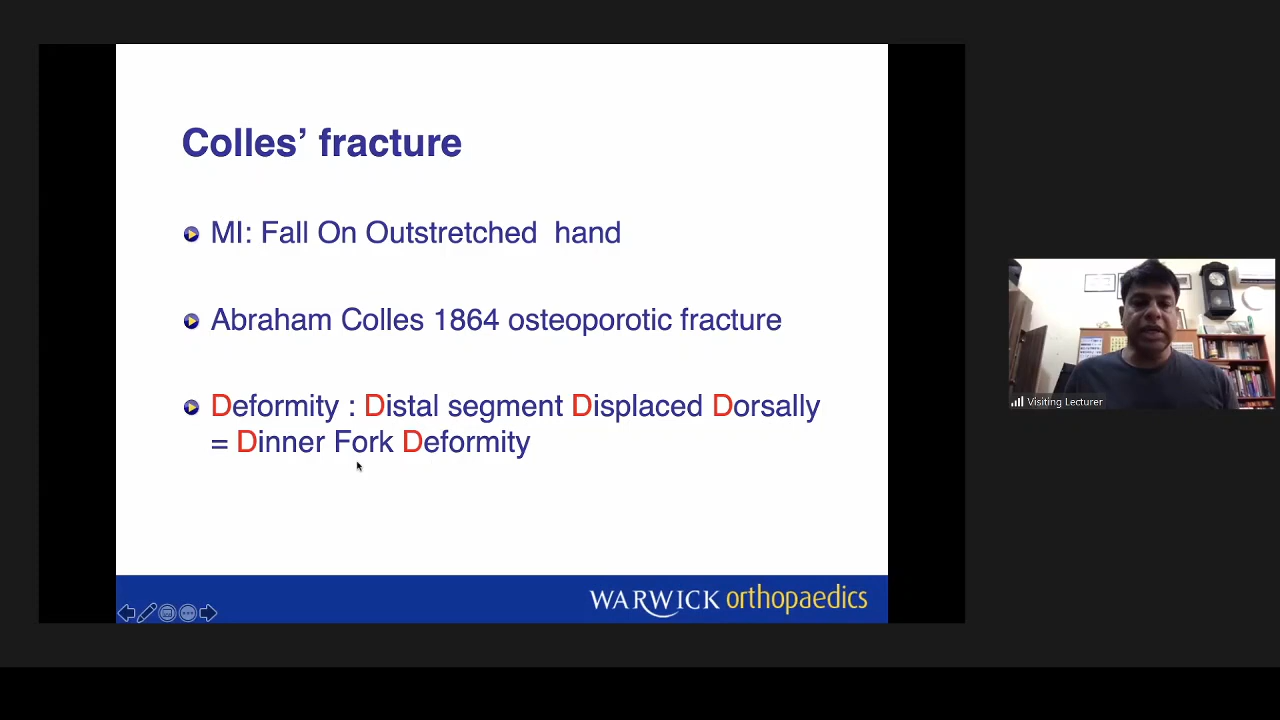 Colles’ fracture
MI: Fall On Outstretched  hand
Abraham Colles 1864 osteoporotic fracture
Deformity : Distal segment Displaced Dorsally
= Dinner Fork Deformity
WARWICK orthopaedics
Visiting Lecturer